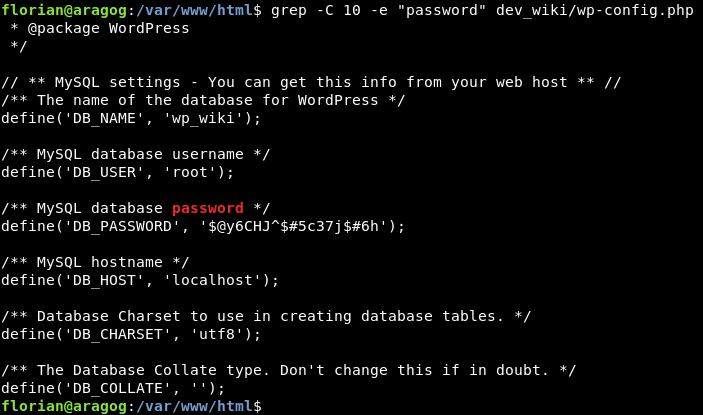 florian@aragog:/var/www/html$ grep -C 10 -e "password" dev_wiki/wp-config.php
 * @package WordPress
 */

// ** MySQL settings - You can get this info from your web host ** //
/** The name of the database for WordPress */
define('DB_NAME', 'wp_wiki');

/** MySQL database username */
define('DB_USER', 'root');

/** MySQL database password */
define('DB_PASSWORD', '$@y6CHJ^$#5c37j$#6h');

/** MySQL hostname */
define('DB_HOST', 'localhost');

/** Database Charset to use in creating database tables. */
define('DB_CHARSET', 'utf8');

/** The Database Collate type. Don't change this if in doubt. */
define('DB_COLLATE', '');
florian@aragog:/var/www/html$